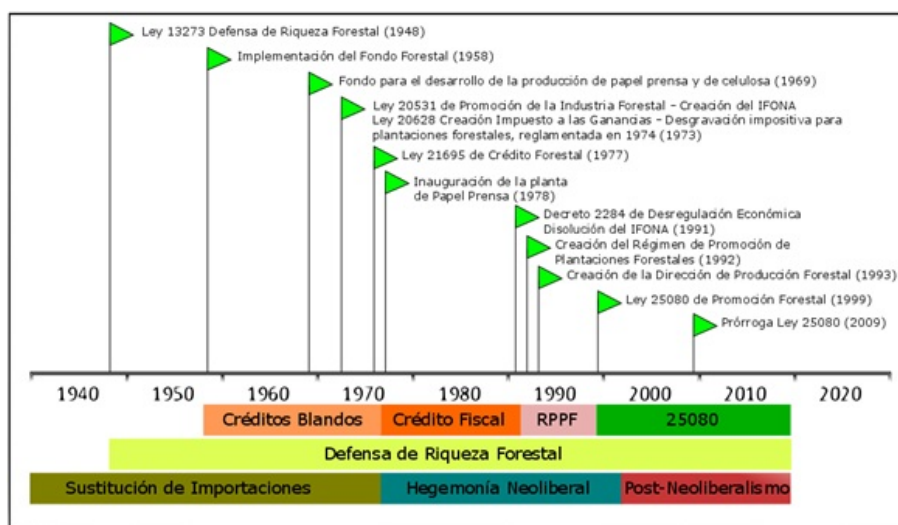 Ley 13273 Defensa de Riqueza Forestal (1948)
Implementación del Fondo Forestal (1958)
Fondo para el desarrollo de la producción de papel prensa y de celulosa (1969)
Ley 20531 de Promoción de la Industria Forestal - Creación del IFONA
Ley 20628 Creación Impuesto a las Ganancias - Desgravación impositiva para
plantaciones forestales, reglamentada en 1974 (1973)
Ley 21695 de Crédito Forestal (1977)
Inauguración de la planta
de Papel Prensa (1978)
Decreto 2284 de Desregulación Económica
Disolución del IFONA (1991)
Creación del Régimen de Promoción de
Plantaciones Forestales (1992)
Creación de la Dirección de Producción Forestal (1993)
Ley 25080 de Promoción Forestal (1999)
Prórroga Ley 25080 (2009)
1940 1950 1960 1970 1980 1990 2000 2010 2020
Créditos Blandos Crédito Fiscal RPPF 25080
Defensa de Riqueza Forestal
Sustitución de Importaciones Hegemonía Neoliberal Post-Neoliberalismo